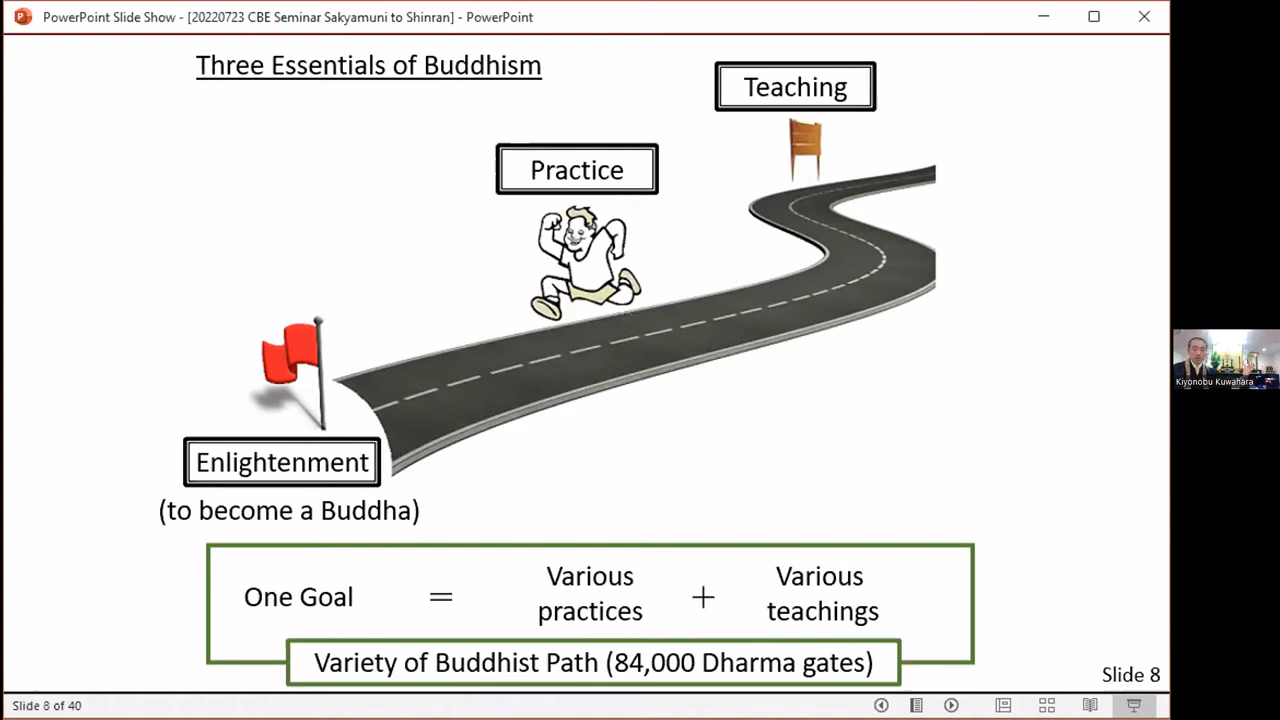 PowerPoint Slide Show - [20220723 CBE Seminar Sakyamuni to Shinran] - PowerPoint
Three Essentials of Buddhism
Teaching
Practice
Enlightenment
(to become a Buddha)
One Goal = Various practices + Various teachings
Variety of Buddhist Path (84,000 Dharma gates)
Slide 8
Kiyonobu Kuwahara
Slide 8 of 40